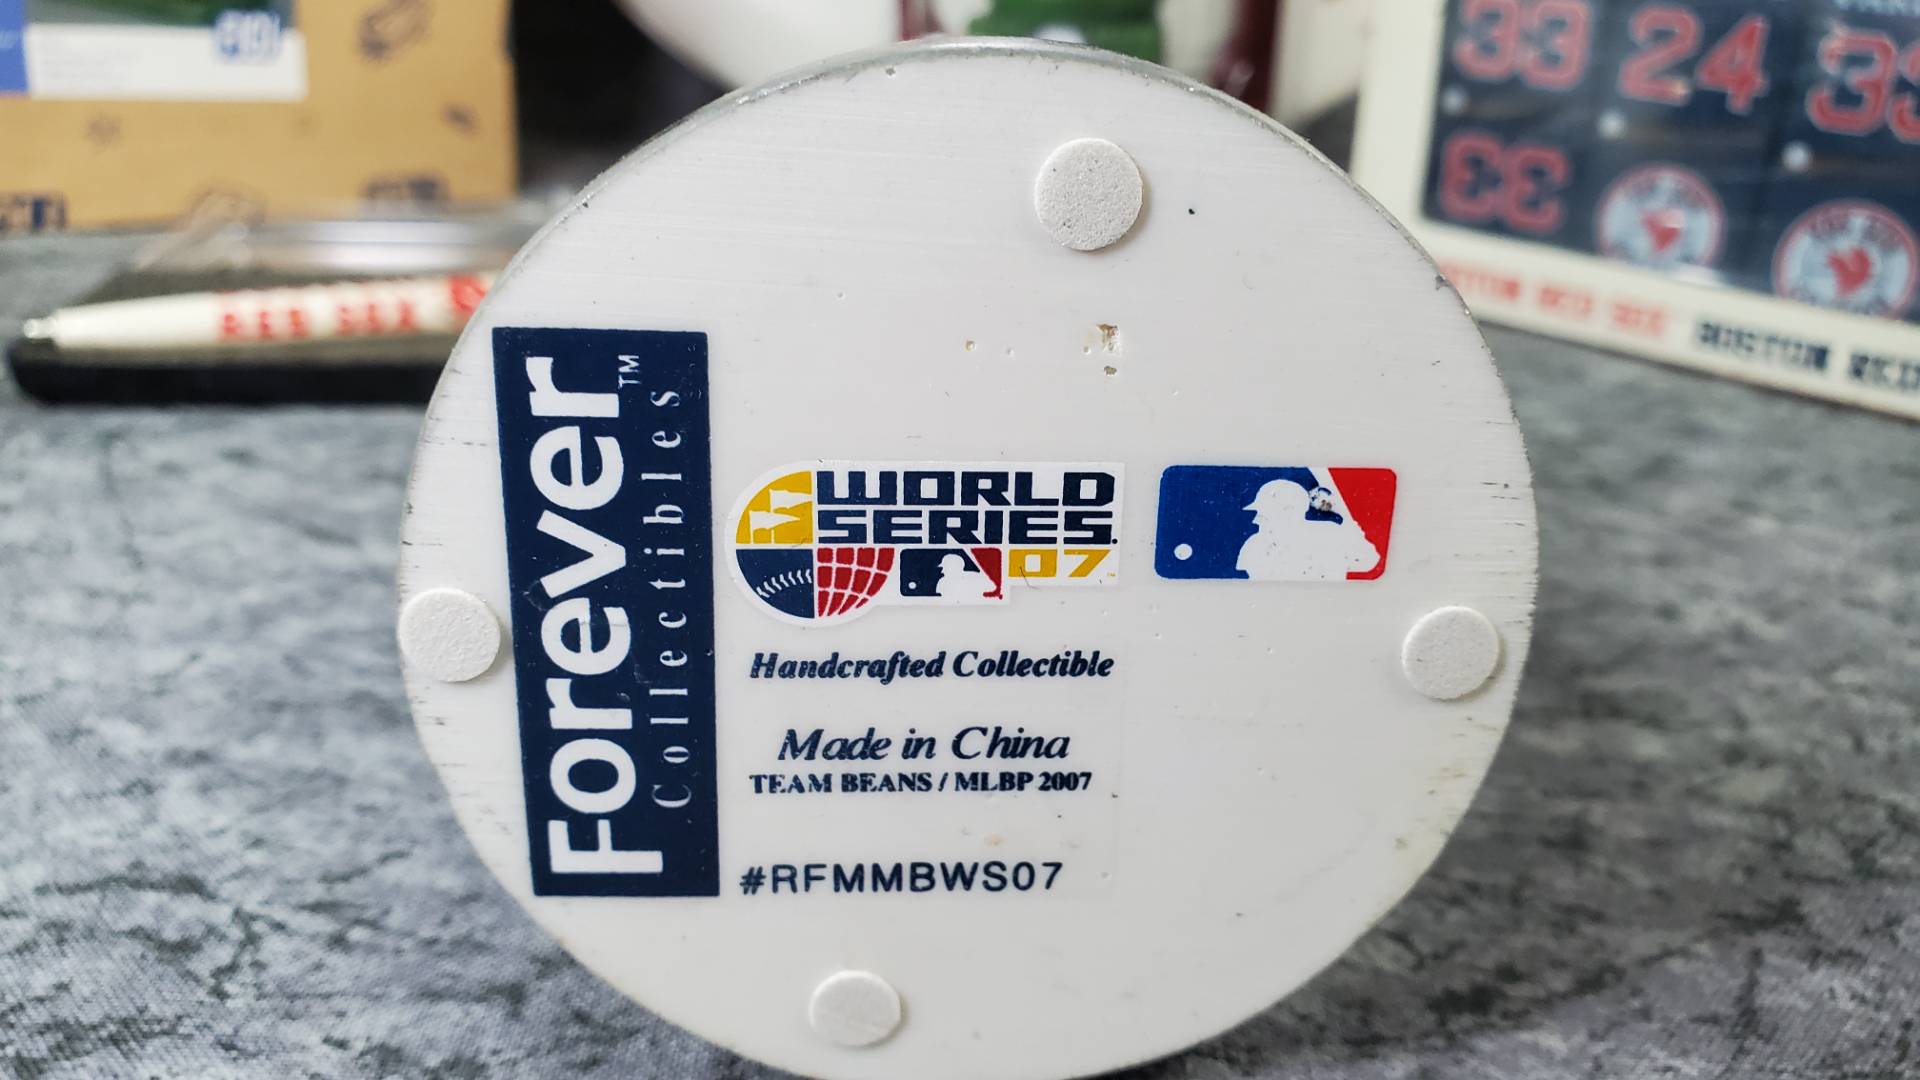 Forever™
Collectibles
WORLD
SERIES.
07
Handcrafted Collectible
Made in China
TEAM BEANS / MLBP 2007
#RFMMBWS07
RED SOX
33 24 33
33